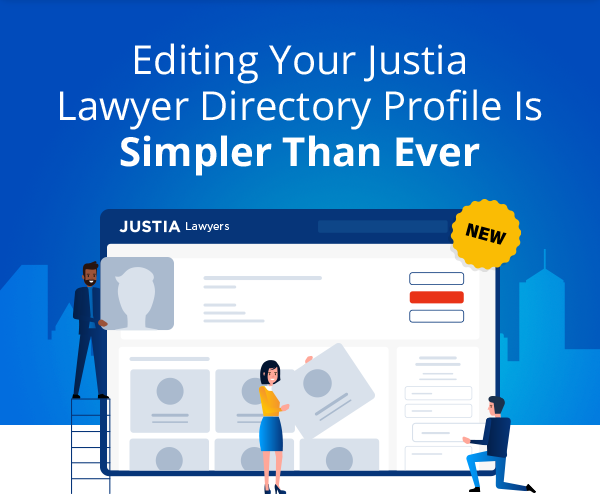 Editing Your Justia
Lawyer Directory Profile Is
Simpler Than Ever
JUSTIA Lawyers
NEW